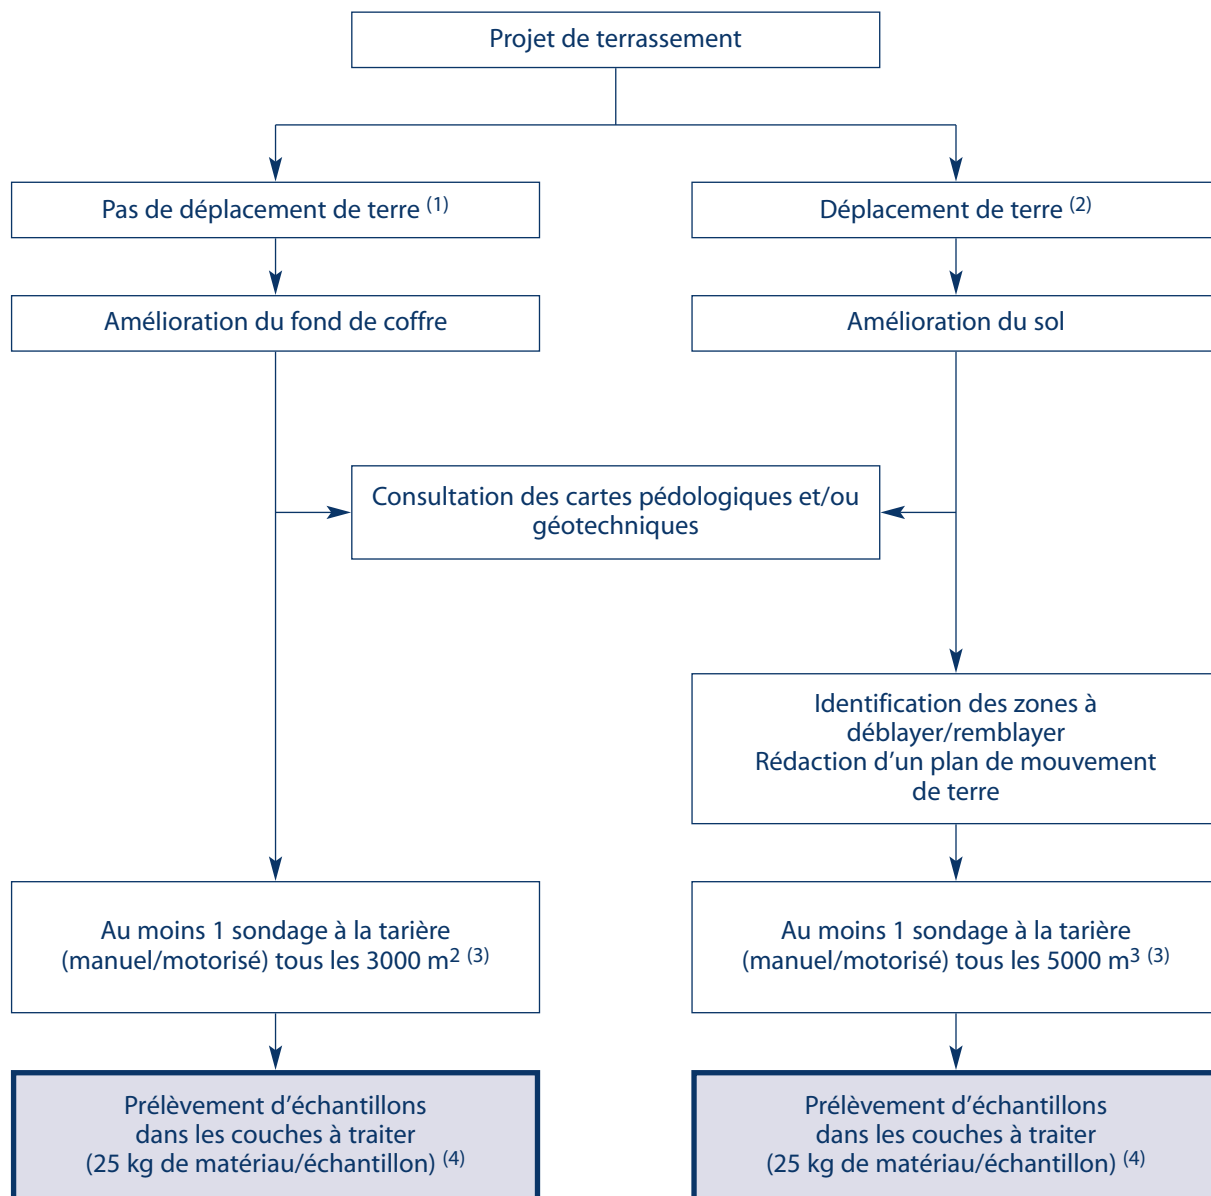 Projet de terrassement
Pas de déplacement de terre (1)
Déplacement de terre (2)
Amélioration du fond de coffre
Amélioration du sol
Consultation des cartes pédologiques et/ou
géotechniques
Identification des zones à
déblayer/remblayer
Rédaction d’un plan de mouvement
de terre
Au moins 1 sondage à la tarière
(manuel/motorisé) tous les 3000 m² (3)
Au moins 1 sondage à la tarière
(manuel/motorisé) tous les 5000 m³ (3)
Prélèvement d’échantillons
dans les couches à traiter
(25 kg de matériau/échantillon) (4)
Prélèvement d’échantillons
dans les couches à traiter
(25 kg de matériau/échantillon) (4)